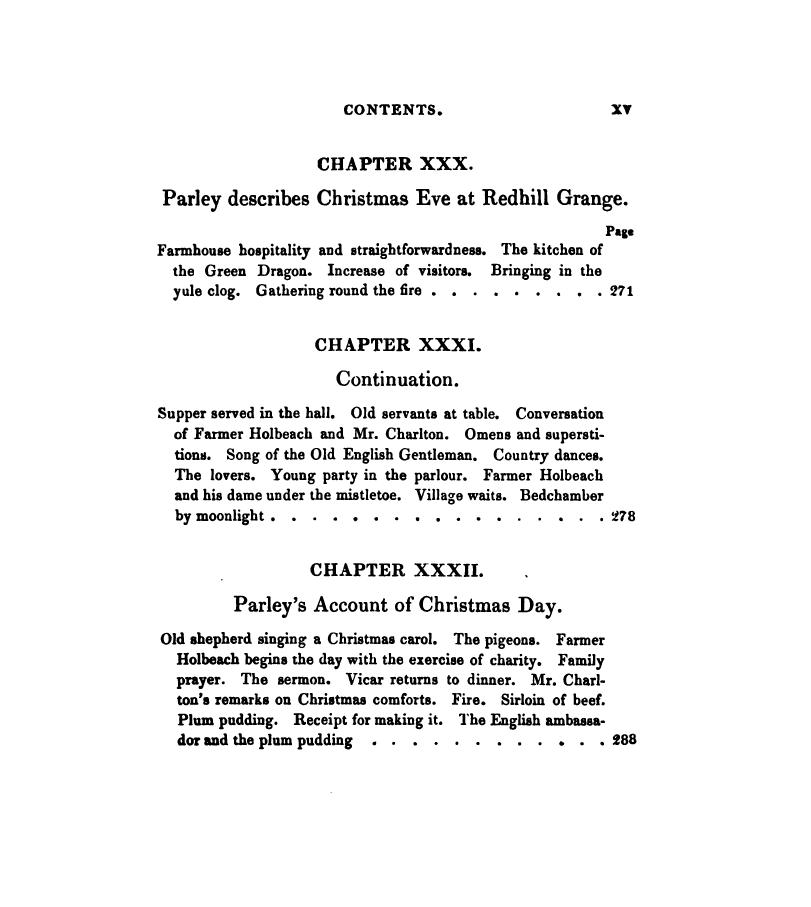 CONTENTS. XV
CHAPTER XXX.
Parley describes Christmas Eve at Redhill Grange.
Page
Farmhouse hospitality and straightforwardness. The kitchen of
the Green Dragon. Increase of visitors. Bringing in the
yule clog. Gathering round the fire . . . . . . . . . 271
CHAPTER XXXI.
Continuation.
Supper served in the hall. Old servants at table. Conversation
of Farmer Holbeach and Mr. Charlton. Omens and supersti-
tions. Song of the Old English Gentleman. Country dances.
The lovers. Young party in the parlour. Farmer Holbeach
and his dame under the mistletoe. Village waits. Bedchamber
by moonlight . . . . . . . . . . . . . . . . . 278
CHAPTER XXXII.
Parley's Account of Christmas Day.
Old shepherd singing a Christmas carol. The pigeons. Farmer
Holbeach begins the day with the exercise of charity. Family
prayer. The sermon. Vicar returns to dinner. Mr. Charl-
ton's remarks on Christmas comforts. Fire. Sirloin of beef.
Plum pudding. Receipt for making it. The English ambassa-
dor and the plum pudding . . . . . . . . . . . . 288